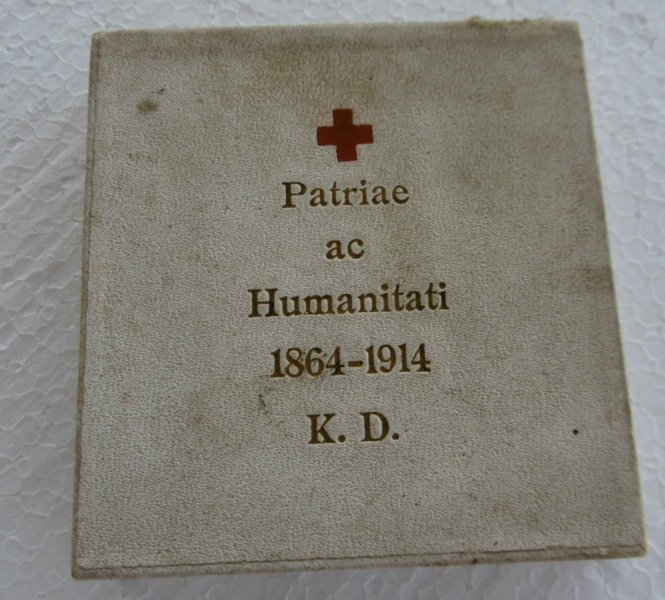 Patriae
ac
Humanitati
1864-1914
K. D.